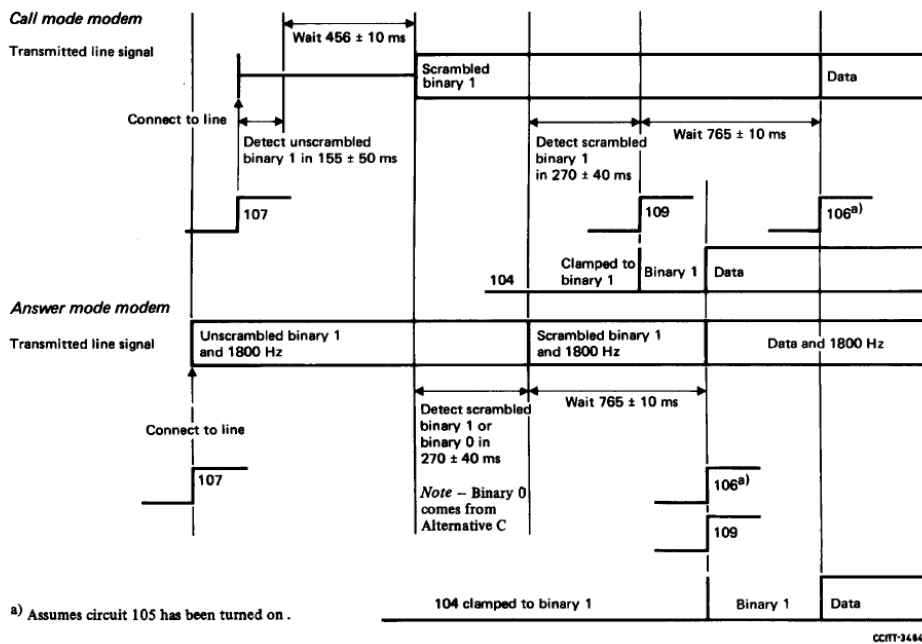 Call mode modem
Wait 456 ± 10 ms
Transmitted line signal
Scrambled
binary 1
Data
Connect to line
Detect unscrambled
binary 1 in 155 ± 50 ms
Detect scrambled
binary 1
in 270 ± 40 ms
Wait 765 ± 10 ms
107
109
106a)
104
Clamped to
binary 1
Binary 1
Data
Answer mode modem
Transmitted line signal
Unscrambled binary 1
and 1800 Hz
Scrambled binary 1
and 1800 Hz
Data and 1800 Hz
Connect to line
Detect scrambled
binary 1 or
binary 0 in
270 ± 40 ms
Wait 765 ± 10 ms
107
Note – Binary 0
comes from
Alternative C
106a)
109
a) Assumes circuit 105 has been turned on .
104 clamped to binary 1
Binary 1
Data